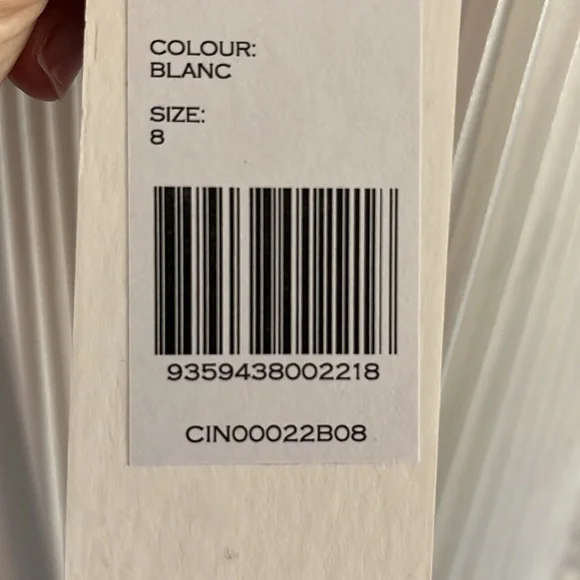 COLOUR:
BLANC
SIZE:
8
9359438002218
CIN00022B08